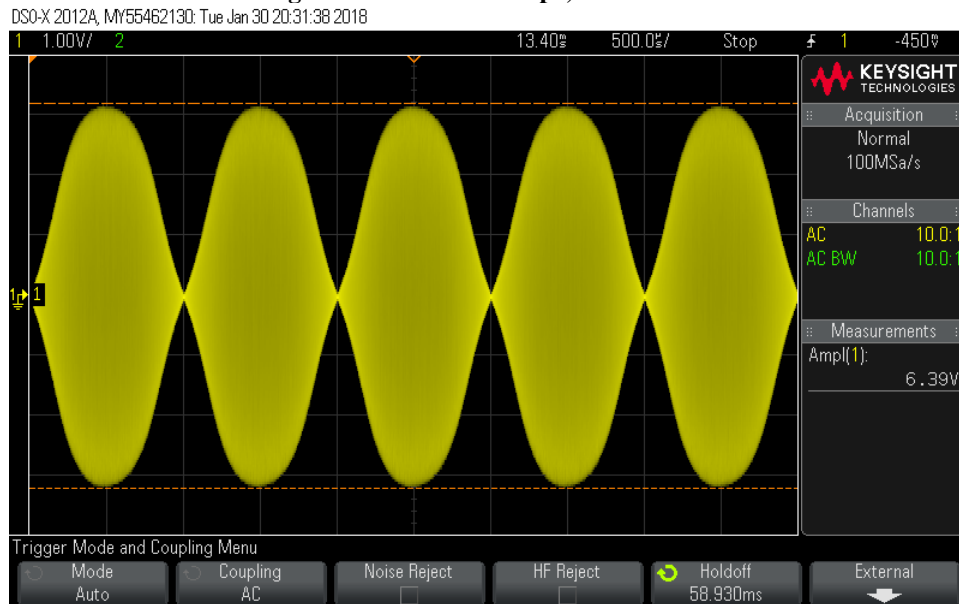 DSO-X 2012A, MY55462130: Tue Jan 30 20:31:38 2018
1 1.00V/ 2 13.40s 500.0s/ Stop 1 -450V
KEYSIGHT
TECHNOLOGIES
Acquisition
Normal
100MSa/s
Channels
AC 10.0:1
AC BW 10.0:1
1 1
Measurements
Ampl(1):
6.39V
Trigger Mode and Coupling Menu
Mode Coupling Noise Reject HF Reject Holdoff External
Auto AC 58.930ms